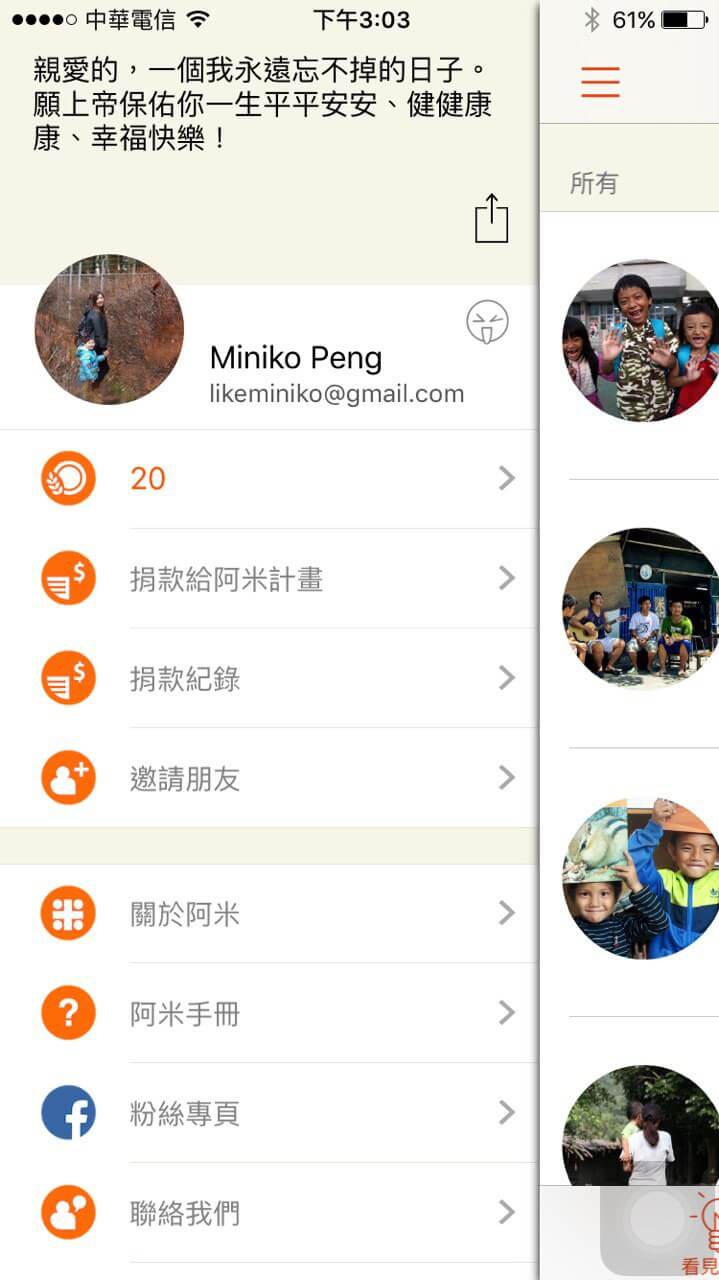 中華電信
下午3:03
61%
親愛的，一個我永遠忘不掉的日子。
願上帝保佑你一生平平安安、健健康
康、幸福快樂！
所有
Miniko Peng
likeminiko@gmail.com
20
捐款給阿米計畫
捐款紀錄
邀請朋友
關於阿米
阿米手冊
粉絲專頁
聯絡我們
看見